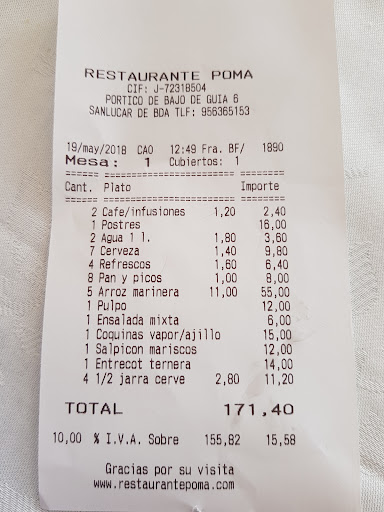 RESTAURANTE POMA
CIF: J-72318504
PORTICO DE BAJO DE GUIA 6
SANLUCAR DE BDA TLF: 956365153
19/may/2018 CAO 12:49 Fra. BF/ 1890
Mesa: 1 Cubiertos: 1
Cant. Plato Importe
2 Cafe/infusiones 1,20 2,40
1 Postres 16,00
2 Agua 1 l. 1,80 3,60
7 Cerveza 1,40 9,80
4 Refrescos 1,60 6,40
8 Pan y picos 1,00 8,00
5 Arroz marinera 11,00 55,00
1 Pulpo 12,00
1 Ensalada mixta 6,00
1 Coquinas vapor/ajillo 15,00
1 Salpicon mariscos 12,00
1 Entrecot ternera 14,00
4 1/2 jarra cerve 2,80 11,20
TOTAL 171,40
10,00 % I.V.A. Sobre 155,82 15,58
Gracias por su visita
www.restaurantepoma.com